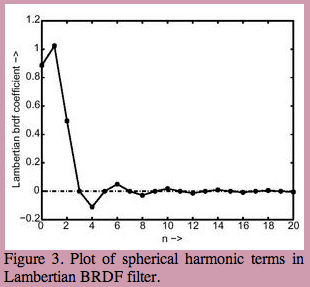 1.2
1
0.8
0.6
0.4
0.2
0
-0.2
Lambertian brdf coefficient ->
0 2 4 6 8 10 12 14 16 18 20
n ->
Figure 3. Plot of spherical harmonic terms in
Lambertian BRDF filter.